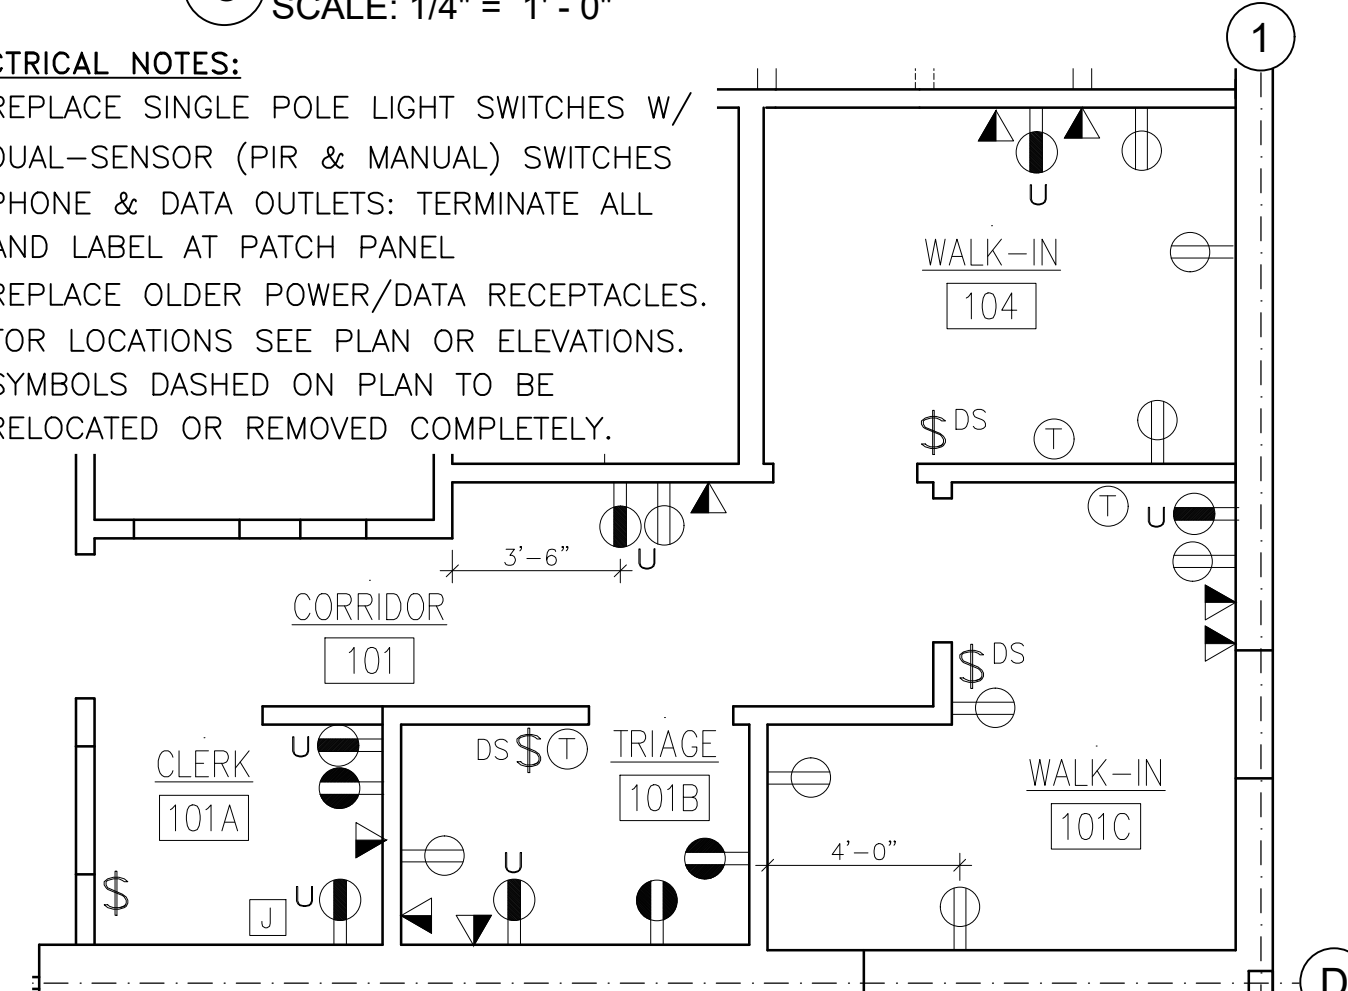 SCALE: 1/4" = 1' - 0"
1
CTRICAL NOTES:
REPLACE SINGLE POLE LIGHT SWITCHES W/
DUAL–SENSOR (PIR & MANUAL) SWITCHES
PHONE & DATA OUTLETS: TERMINATE ALL
AND LABEL AT PATCH PANEL
REPLACE OLDER POWER/DATA RECEPTACLES.
FOR LOCATIONS SEE PLAN OR ELEVATIONS.
SYMBOLS DASHED ON PLAN TO BE
RELOCATED OR REMOVED COMPLETELY.
U
WALK–IN
104
$ DS
T
T
U
3'–6"
U
CORRIDOR
101
$ DS
U
CLERK
101A
DS $ T
TRIAGE
101B
WALK–IN
101C
4'–0"
U
$
J
U
D